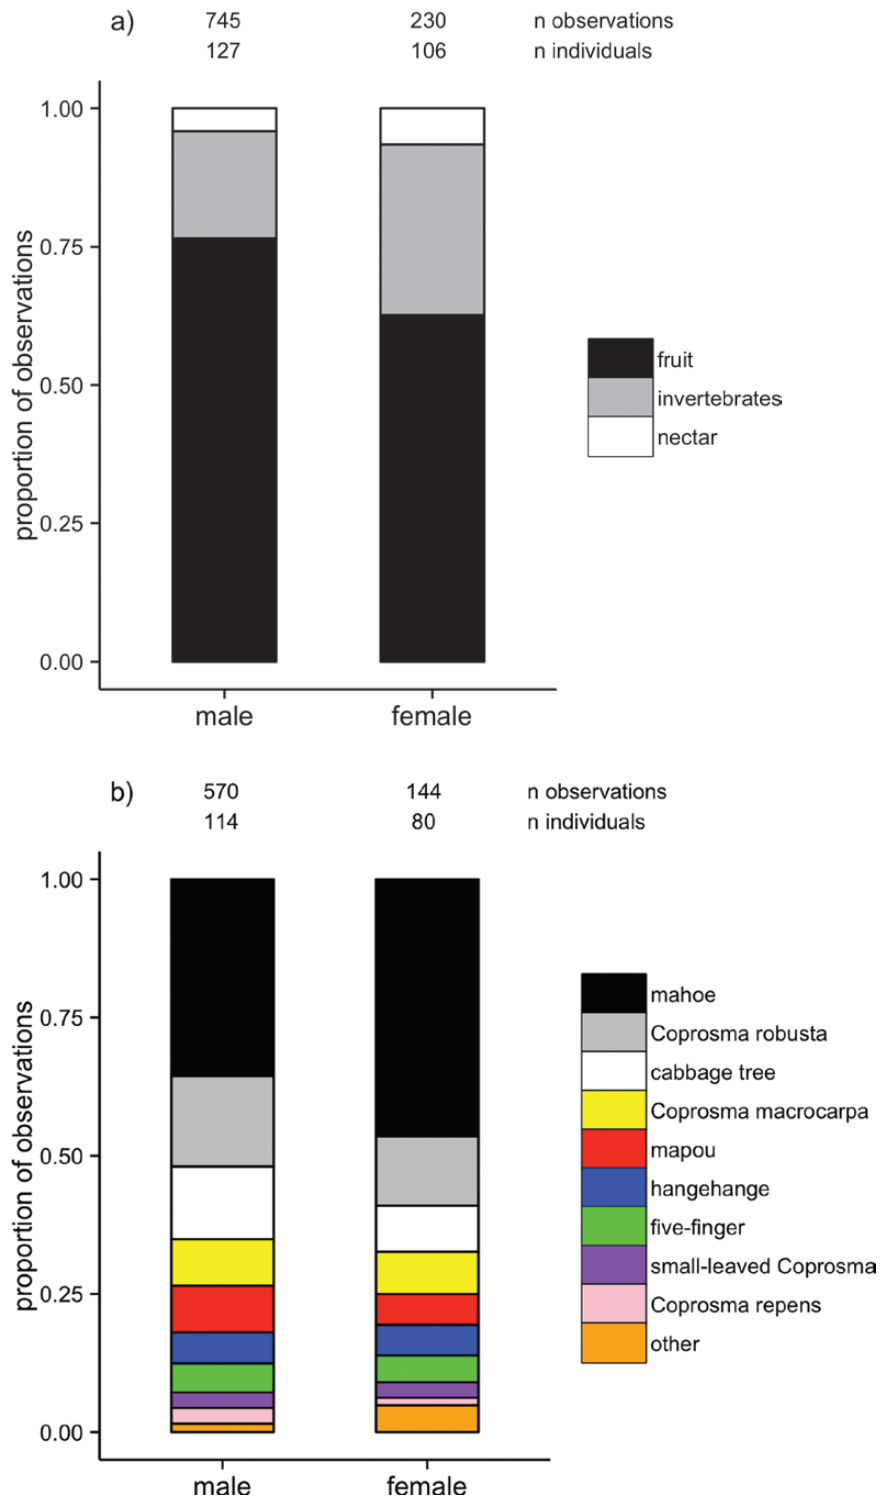 a) 745 230 n observations
127 106 n individuals
1.00
0.75
0.50
0.25
0.00
proportion of observations
fruit
invertebrates
nectar
male female
b) 570 144 n observations
114 80 n individuals
1.00
0.75
0.50
0.25
0.00
proportion of observations
mahoe
Coprosma robusta
cabbage tree
Coprosma macrocarpa
mapou
hangehange
five-finger
small-leaved Coprosma
Coprosma repens
other
male female